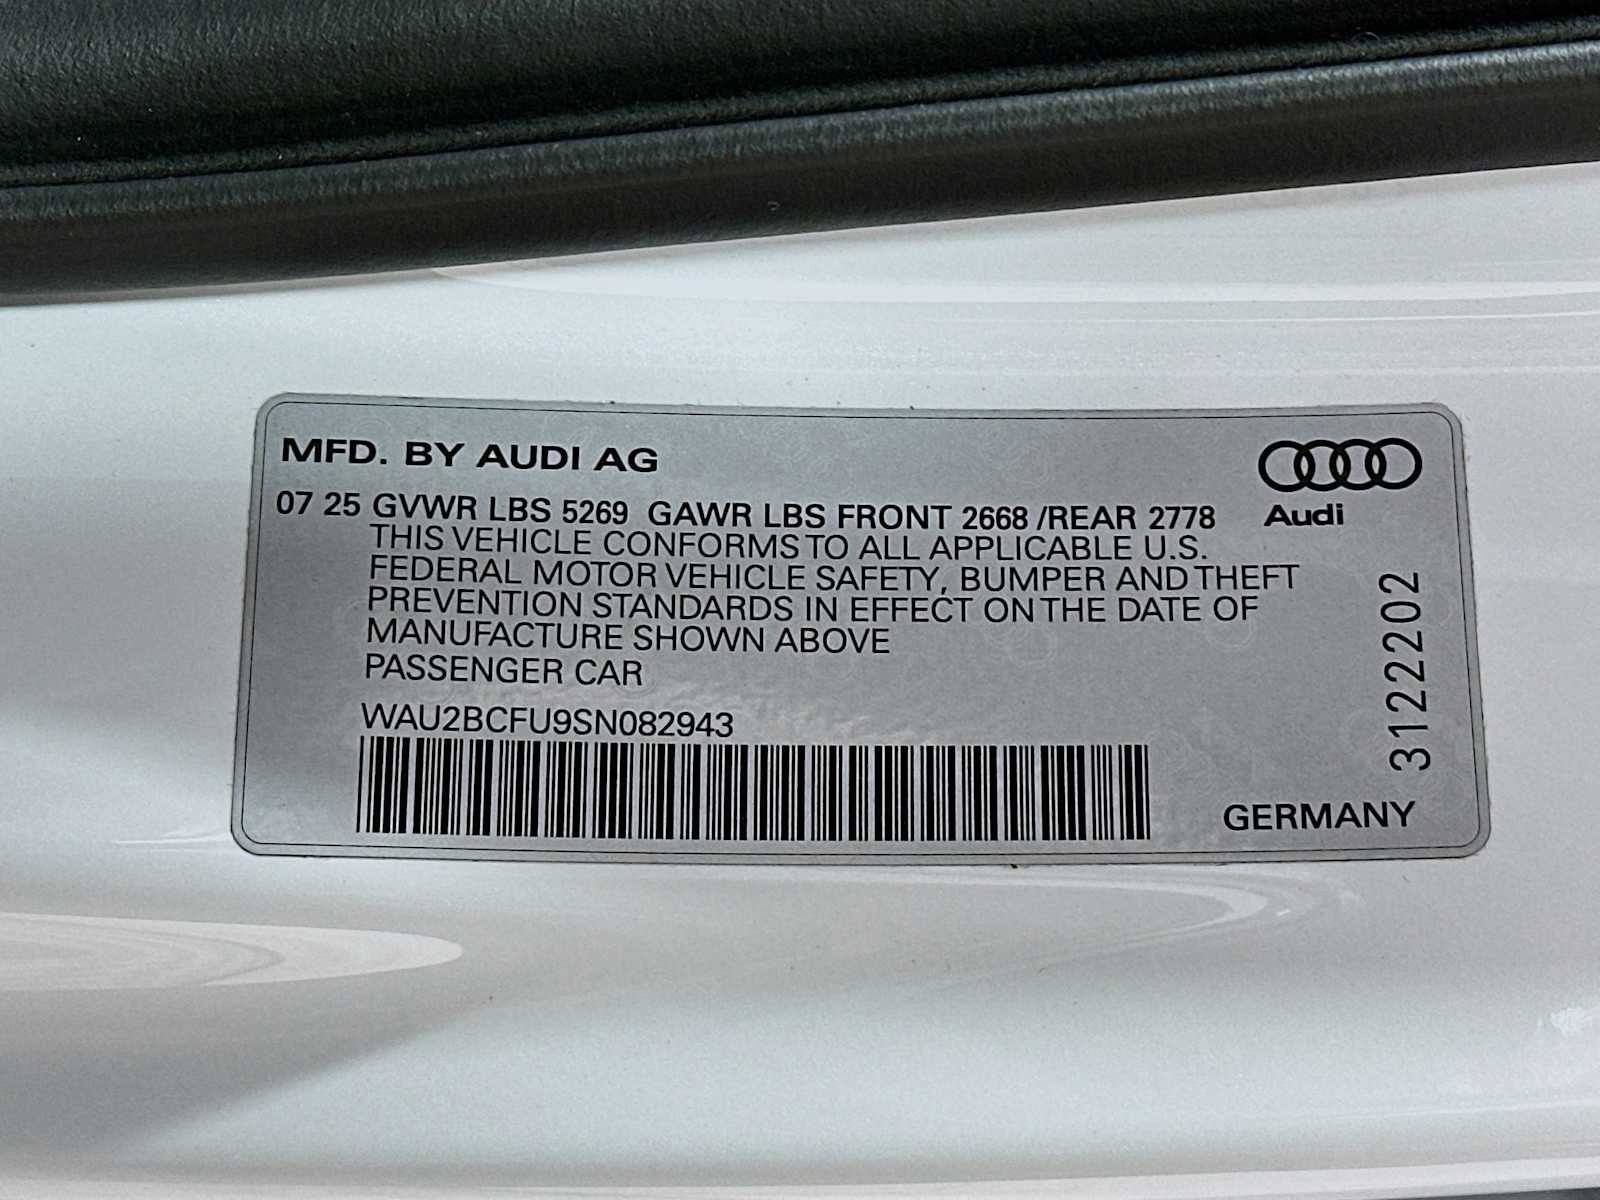 MFD. BY AUDI AG
07 25 GVWR LBS 5269 GAWR LBS FRONT 2668 /REAR 2778
THIS VEHICLE CONFORMS TO ALL APPLICABLE U.S.
FEDERAL MOTOR VEHICLE SAFETY, BUMPER AND THEFT
PREVENTION STANDARDS IN EFFECT ON THE DATE OF
MANUFACTURE SHOWN ABOVE
PASSENGER CAR
WAU2BCFU9SN082943
Audi
3122202
GERMANY